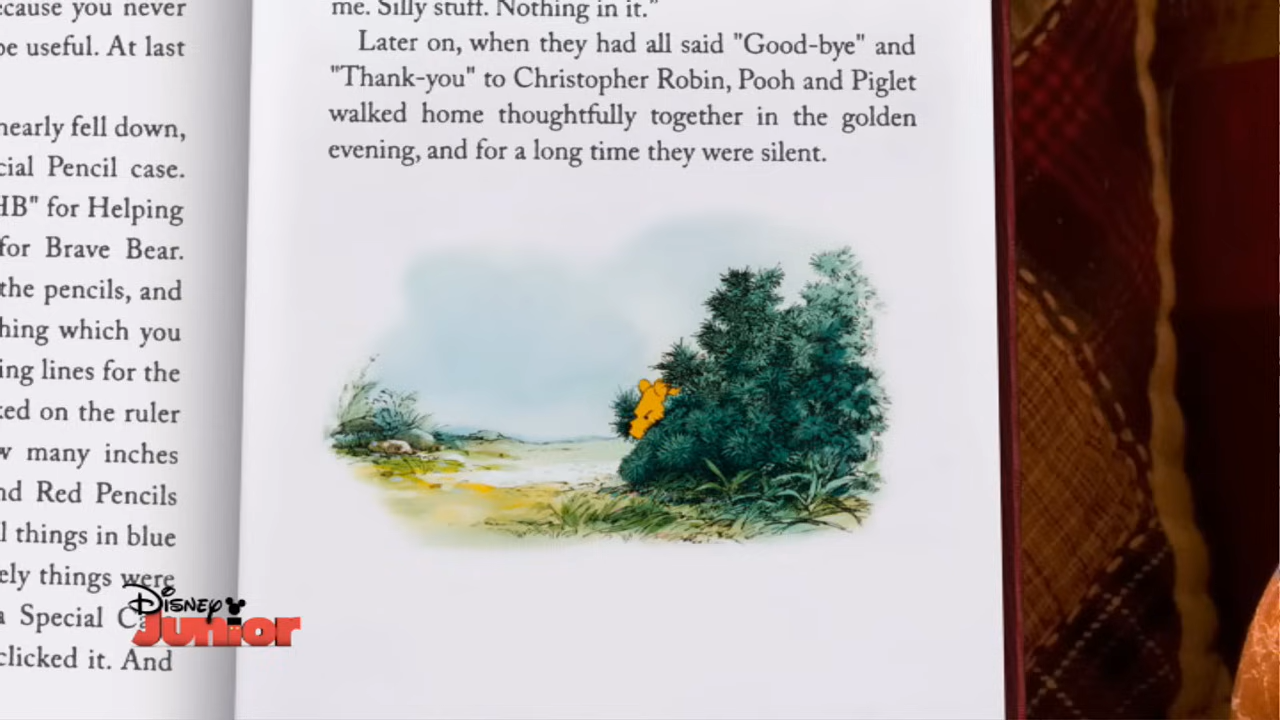 ecause you never
be useful. At last
nearly fell down,
cial Pencil case.
HB" for Helping
for Brave Bear.
the pencils, and
hing which you
ing lines for the
ked on the ruler
w many inches
nd Red Pencils
l things in blue
ely things were
a Special Ca
clicked it. And
me. Silly stuff. Nothing in it."
Later on, when they had all said "Good-bye" and
"Thank-you" to Christopher Robin, Pooh and Piglet
walked home thoughtfully together in the golden
evening, and for a long time they were silent.
Disney
Junior